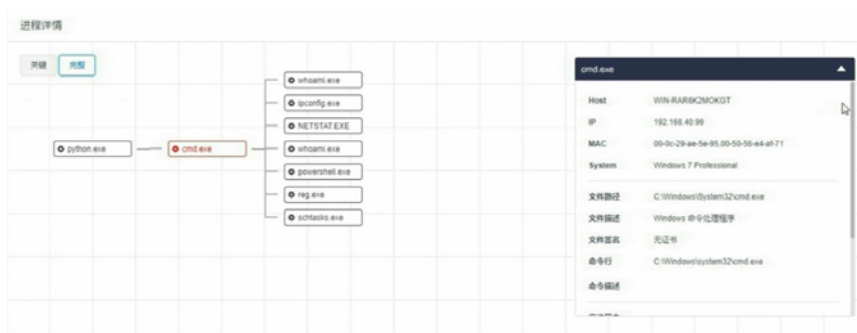 进程详情
关键 完整
whoami.exe
ipconfig.exe
NETSTAT.EXE
python.exe
cmd.exe
whoami.exe
powershell.exe
reg.exe
schtasks.exe
cmd.exe
Host WIN-RAR6K2MOKGT
IP 192.168.40.99
MAC 00-0c-29-ae-5e-95,00-50-56-e4-af-71
System Windows 7 Professional
文件路径 C:\Windows\System32\cmd.exe
文件描述 Windows 命令处理程序
文件签名 无证书
命令行 C:\Windows\system32\cmd.exe
命令描述